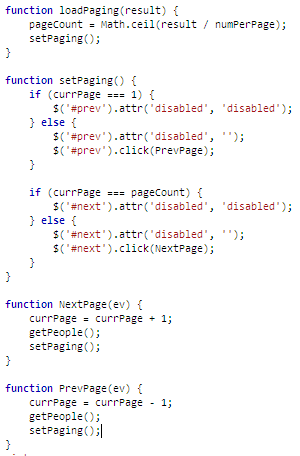 function loadPaging(result) {
    pageCount = Math.ceil(result / numPerPage);
    setPaging();
}

function setPaging() {
    if (currPage === 1) {
        $('#prev').attr('disabled', 'disabled');
    } else {
        $('#prev').attr('disabled', '');
        $('#prev').click(PrevPage);
    }

    if (currPage === pageCount) {
        $('#next').attr('disabled', 'disabled');
    } else {
        $('#next').attr('disabled', '');
        $('#next').click(NextPage);
    }
}

function NextPage(ev) {
    currPage = currPage + 1;
    getPeople();
    setPaging();
}

function PrevPage(ev) {
    currPage = currPage - 1;
    getPeople();
    setPaging();
}